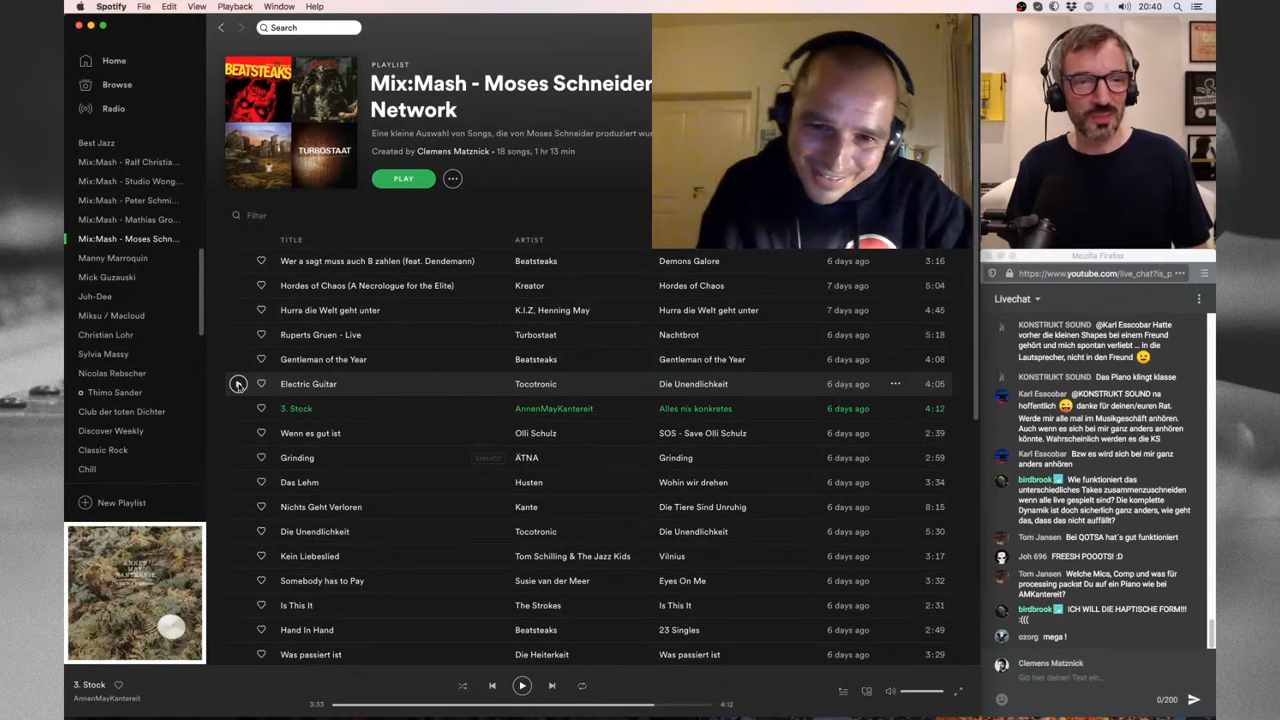 Spotify File Edit View Playback Window Help
20:40
Search
Home
Browse
Radio
Best Jazz
Mix:Mash - Ralf Christia...
Mix:Mash - Studio Wong...
Mix:Mash - Peter Schmi...
Mix:Mash - Mathias Gro...
Mix:Mash - Moses Schn...
Manny Marroquin
Mick Guzauski
Juh-Dee
Miksu / Macloud
Christian Lohr
Sylvia Massy
Nicolas Rebscher
Thimo Sander
Club der toten Dichter
Discover Weekly
Classic Rock
Chill
New Playlist
ANNEN
MAY
KANTEREIT
BEATSTEAKS
TURBOSTAAT
PLAYLIST
Mix:Mash - Moses Schneider
Network
Eine kleine Auswahl von Songs, die von Moses Schneider produziert wu
Created by Clemens Matznick • 18 songs, 1 hr 13 min
PLAY
Filter
TITLE ARTIST
Wer a sagt muss auch B zahlen (feat. Dendemann) Beatsteaks Demons Galore 6 days ago 3:16
Hordes of Chaos (A Necrologue for the Elite) Kreator Hordes of Chaos 7 days ago 5:04
Hurra die Welt geht unter K.I.Z, Henning May Hurra die Welt geht unter 7 days ago 4:45
Ruperts Gruen - Live Turbostaat Nachtbrot 6 days ago 5:18
Gentleman of the Year Beatsteaks Gentleman of the Year 6 days ago 4:08
Electric Guitar Tocotronic Die Unendlichkeit 6 days ago 4:05
3. Stock AnnenMayKantereit Alles nix konkretes 6 days ago 4:12
Wenn es gut ist Olli Schulz SOS - Save Olli Schulz 6 days ago 2:39
Grinding EXPLICIT ÄTNA Grinding 6 days ago 2:59
Das Lehm Husten Wohin wir drehen 6 days ago 3:34
Nichts Geht Verloren Kante Die Tiere Sind Unruhig 6 days ago 8:15
Die Unendlichkeit Tocotronic Die Unendlichkeit 6 days ago 5:30
Kein Liebeslied Tom Schilling & The Jazz Kids Vilnius 6 days ago 3:17
Somebody has to Pay Susie van der Meer Eyes On Me 6 days ago 3:32
Is This It The Strokes Is This It 6 days ago 2:31
Hand In Hand Beatsteaks 23 Singles 6 days ago 2:49
Was passiert ist Die Heiterkeit Was passiert ist 6 days ago 3:29
3. Stock
AnnenMayKantereit
3:33 4:12
Mozilla Firefox
https://www.youtube.com/live_chat?is_p
Livechat
KONSTRUKT SOUND @Karl Esscobar Hatte
vorher die kleinen Shapes bei einem Freund
gehört und mich spontan verliebt ... in die
Lautsprecher, nicht in den Freund
KONSTRUKT SOUND Das Piano klingt klasse
Karl Esscobar @KONSTRUKT SOUND na
hoffentlich danke für deinen/euren Rat.
Werde mir alle mal im Musikgeschäft anhören.
Auch wenn es sich bei mir ganz anders anhören
könnte. Wahrscheinlich werden es die KS
Karl Esscobar Bzw es wird sich bei mir ganz
anders anhören
birdbrook Wie funktioniert das
unterschiedliches Takes zusammenzuschneiden
wenn alle live gespielt sind? Die komplette
Dynamik ist doch sicherlich ganz anders, wie geht
das, dass das nicht auffällt?
Tom Jansen Bei QOTSA hat´s gut funktioniert
Joh 696 FREESH POOOTS! :D
Tom Jansen Welche Mics, Comp und was für
processing packst Du auf ein Piano wie bei
AMKantereit?
birdbrook ICH WILL DIE HAPTISCHE FORM!!!
:(((
ozorg mega !
Clemens Matznick
Gib hier deinen Text ein...
0/200